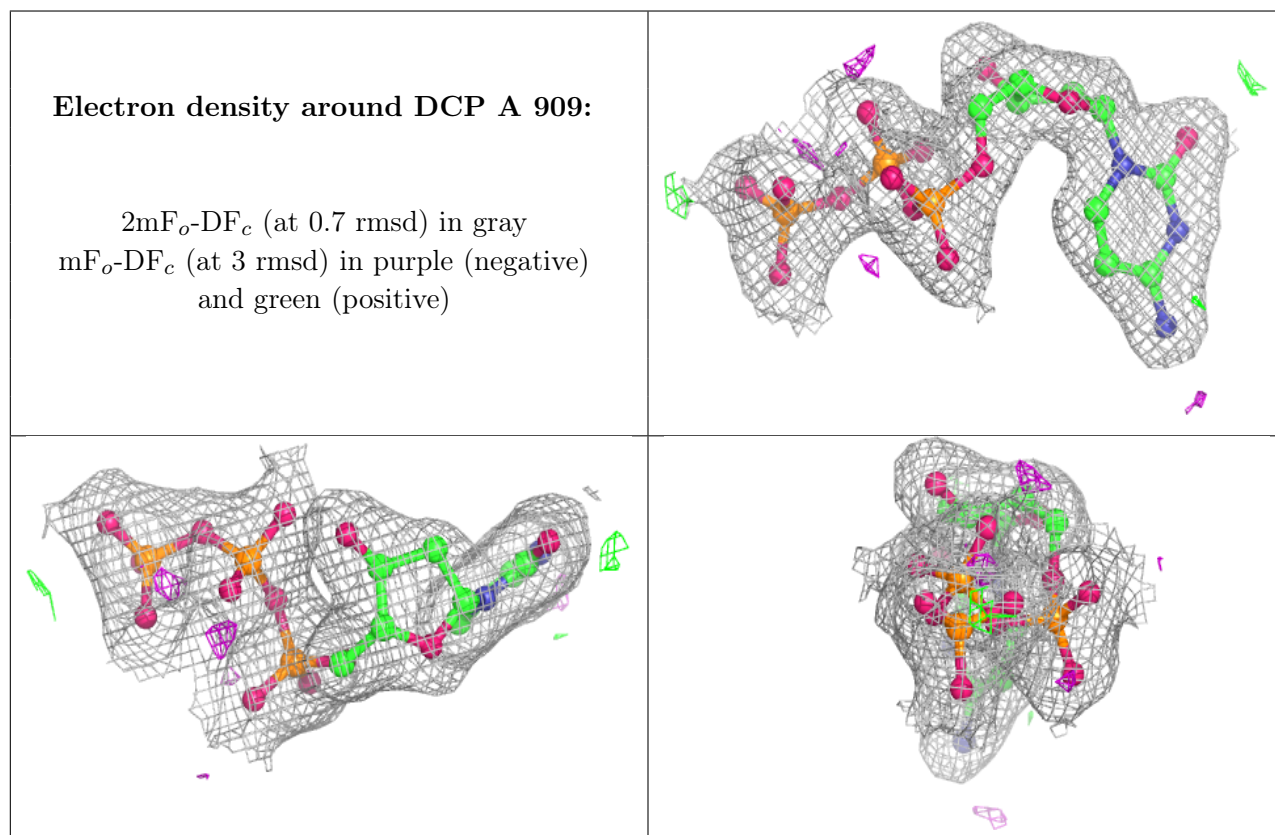 Electron density around DCP A 909:
2mFo-DFc (at 0.7 rmsd) in gray
mFo-DFc (at 3 rmsd) in purple (negative)
and green (positive)